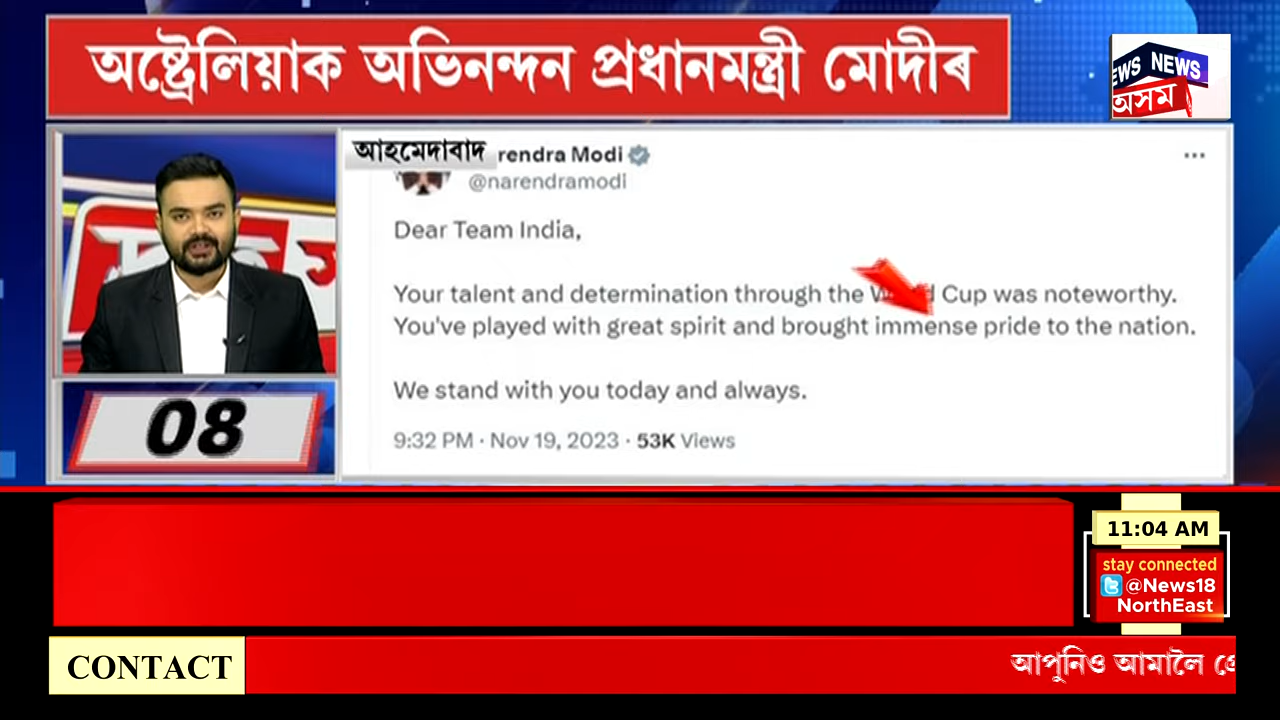 অষ্ট্ৰেলিয়াক অভিনন্দন প্ৰধানমন্ত্ৰী মোদীৰ
EWS NEWS
অসম
আহমেদাবাদ
rendra Modi
@narendramodi
Dear Team India,
Your talent and determination through the Cup was noteworthy.
You've played with great spirit and brought immense pride to the nation.
We stand with you today and always.
9:32 PM · Nov 19, 2023 · 53K Views
08
11:04 AM
stay connected
@News18
NorthEast
CONTACT
আপুনিও আমালৈ